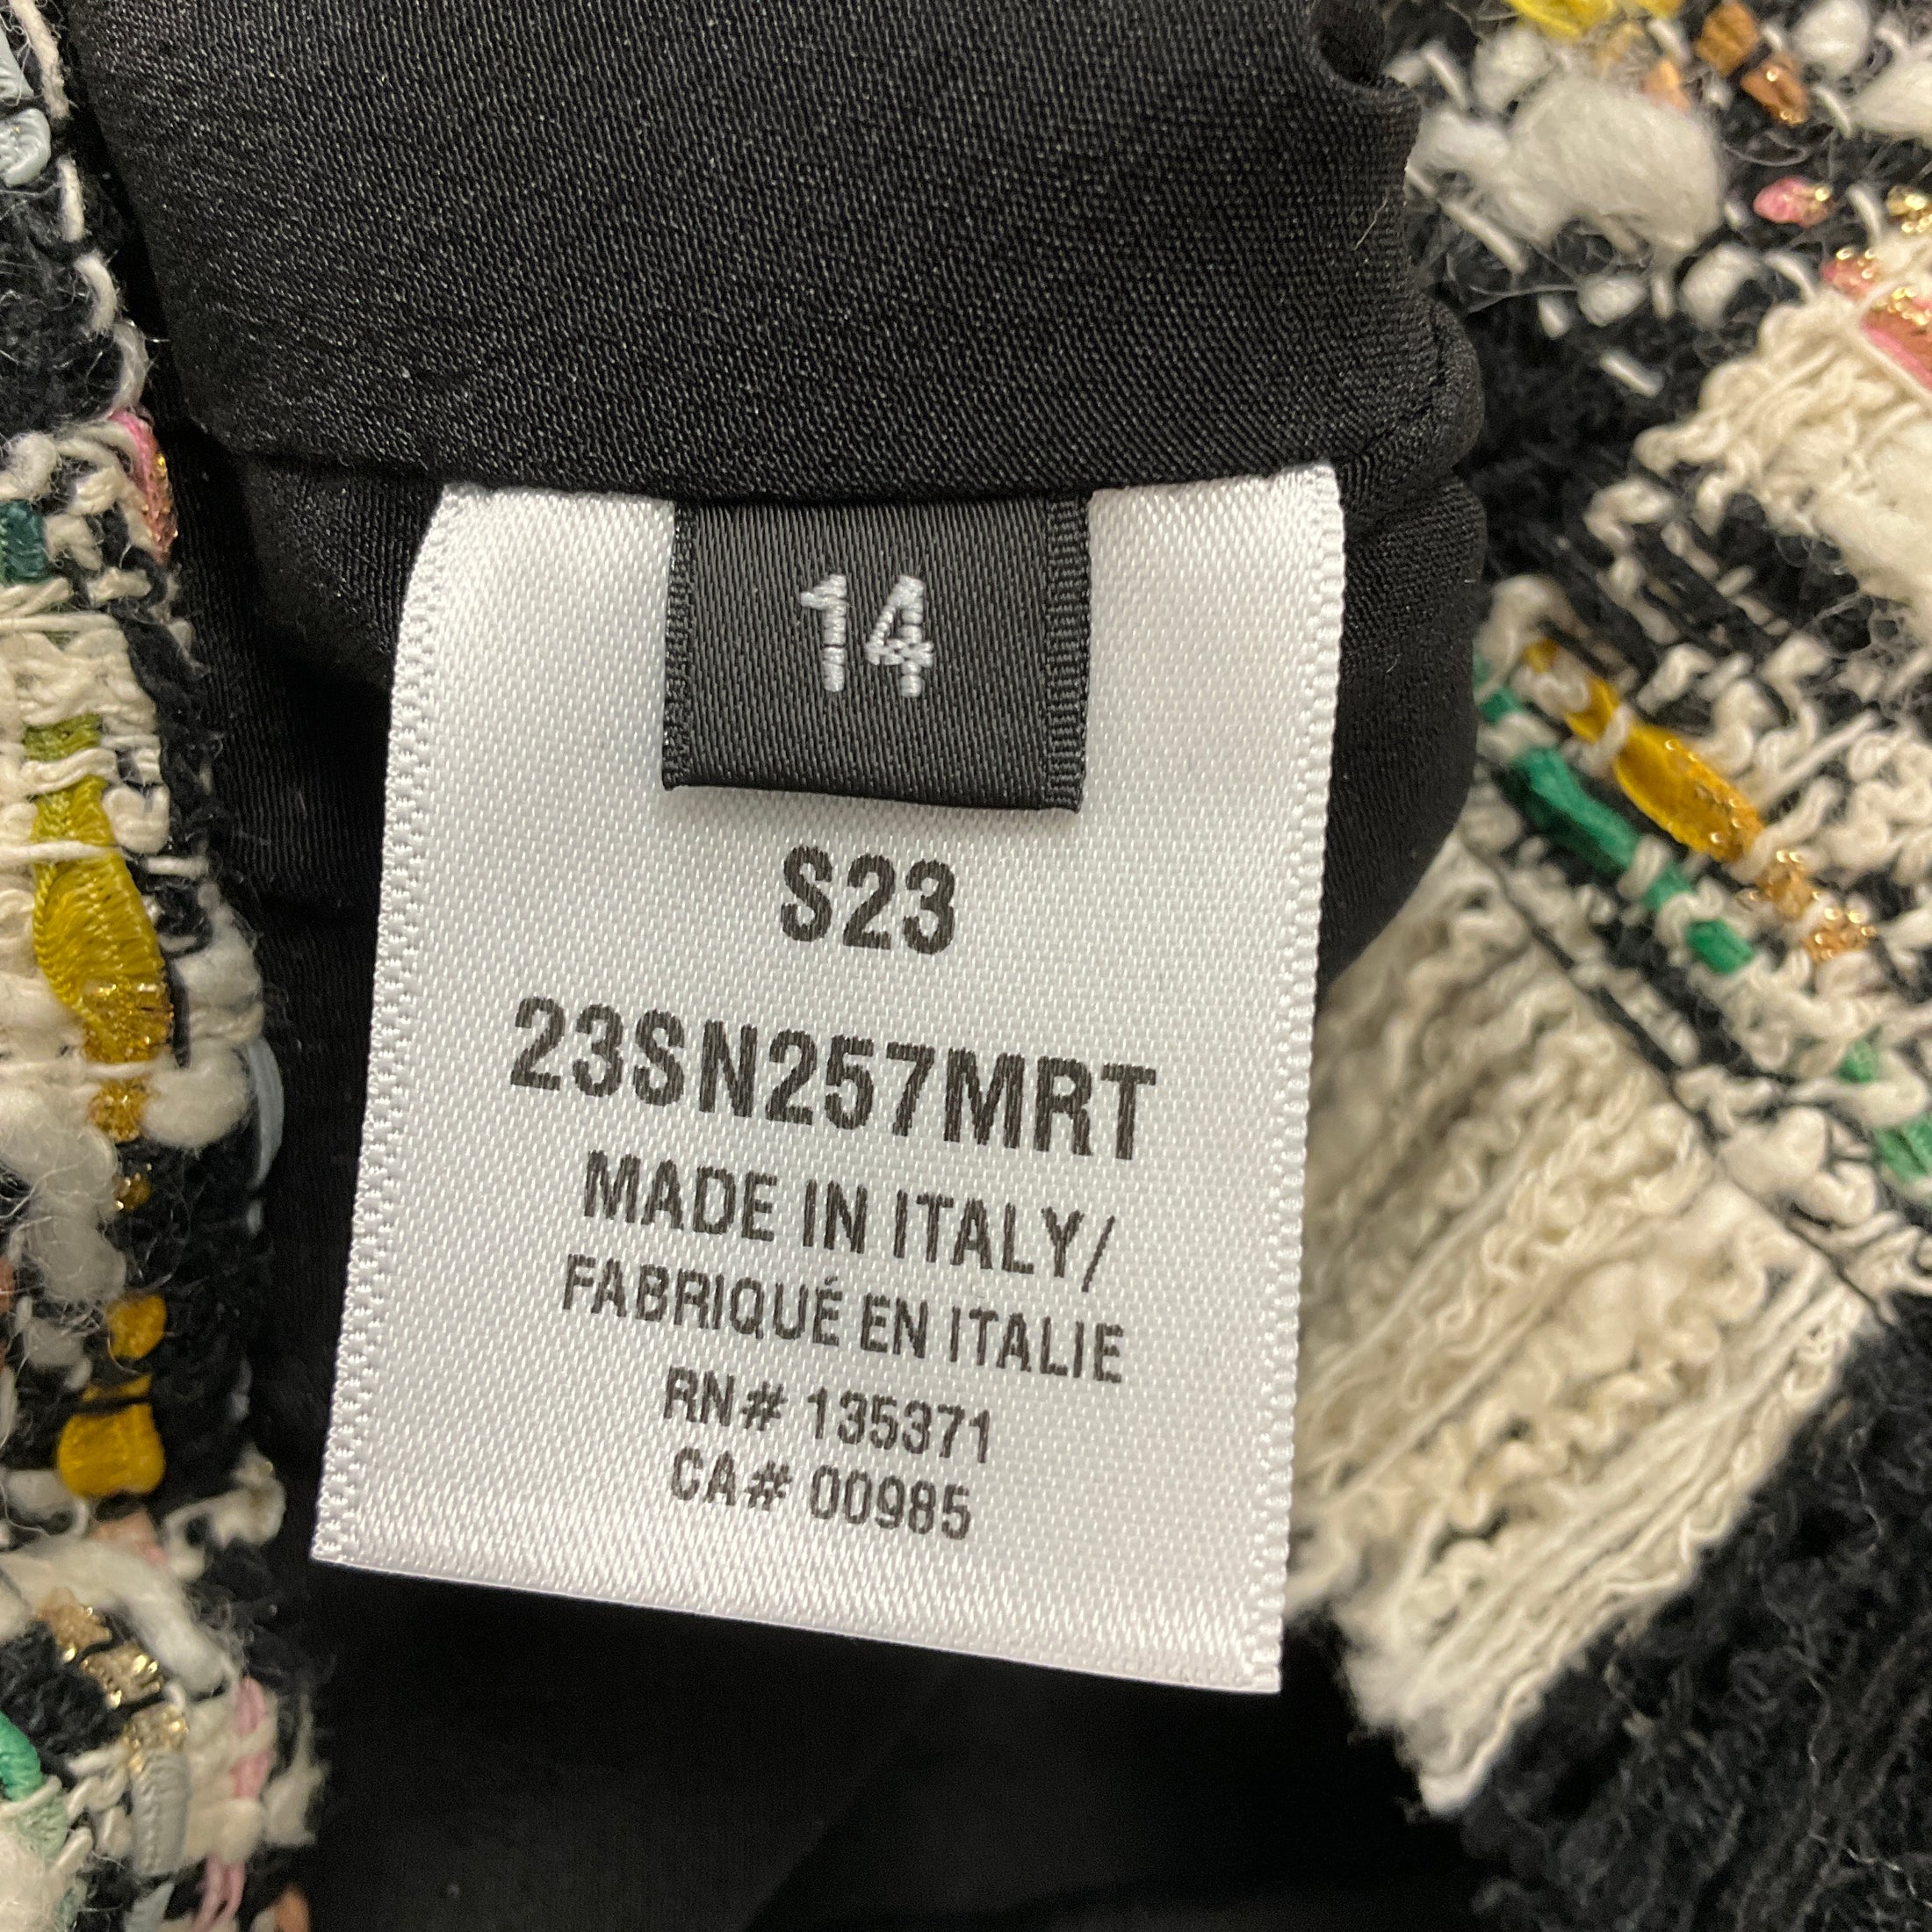 14
S23
23SN257MRT
MADE IN ITALY/
FABRIQUÉ EN ITALIE
RN# 135371
CA# 00985